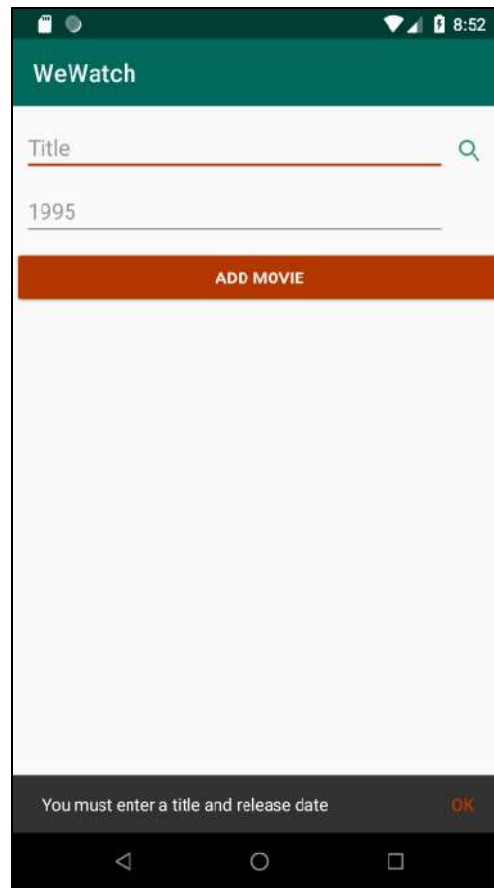 8:52
WeWatch
Title
1995
ADD MOVIE
You must enter a title and release date OK